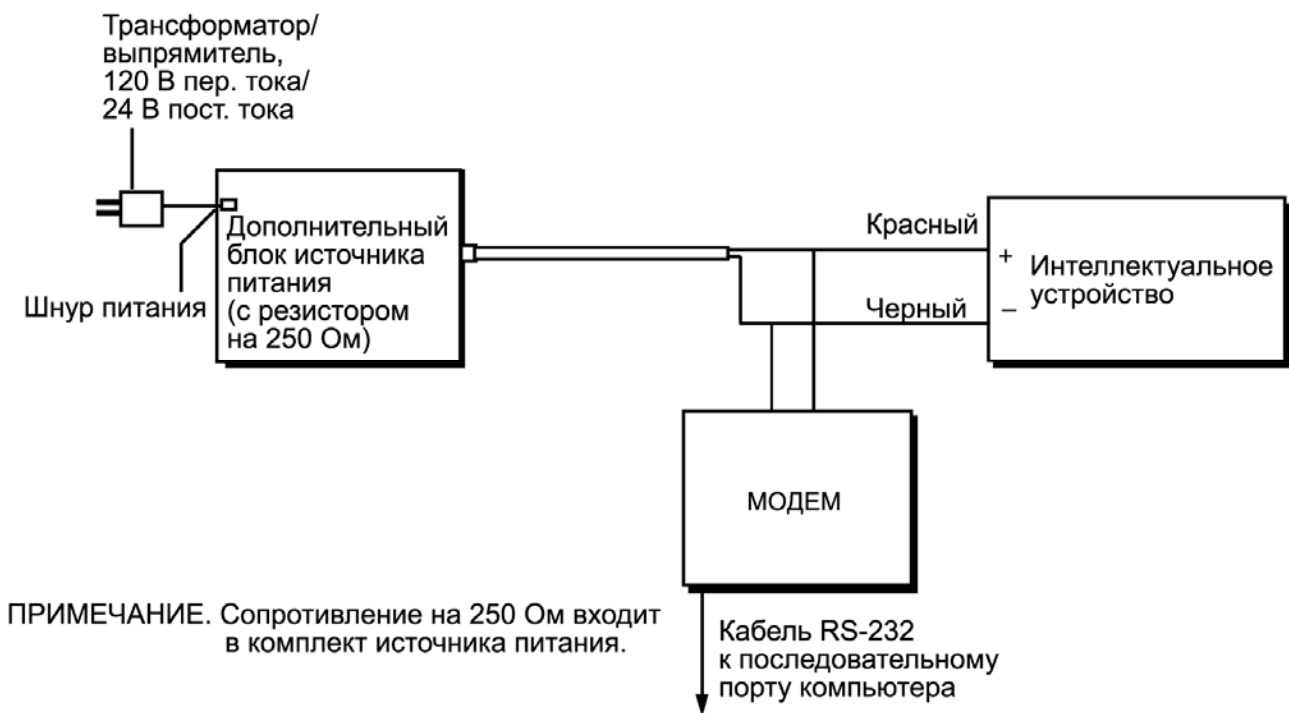 Трансформатор/
выпрямитель,
120 В пер. тока/
24 В пост. тока
Шнур питания
Дополнительный
блок источника
питания
(с резистором
на 250 Ом)
Красный
Черный
+
–
Интеллектуальное
устройство
МОДЕМ
ПРИМЕЧАНИЕ. Сопротивление на 250 Ом входит
в комплект источника питания.
Кабель RS-232
к последовательному
порту компьютера